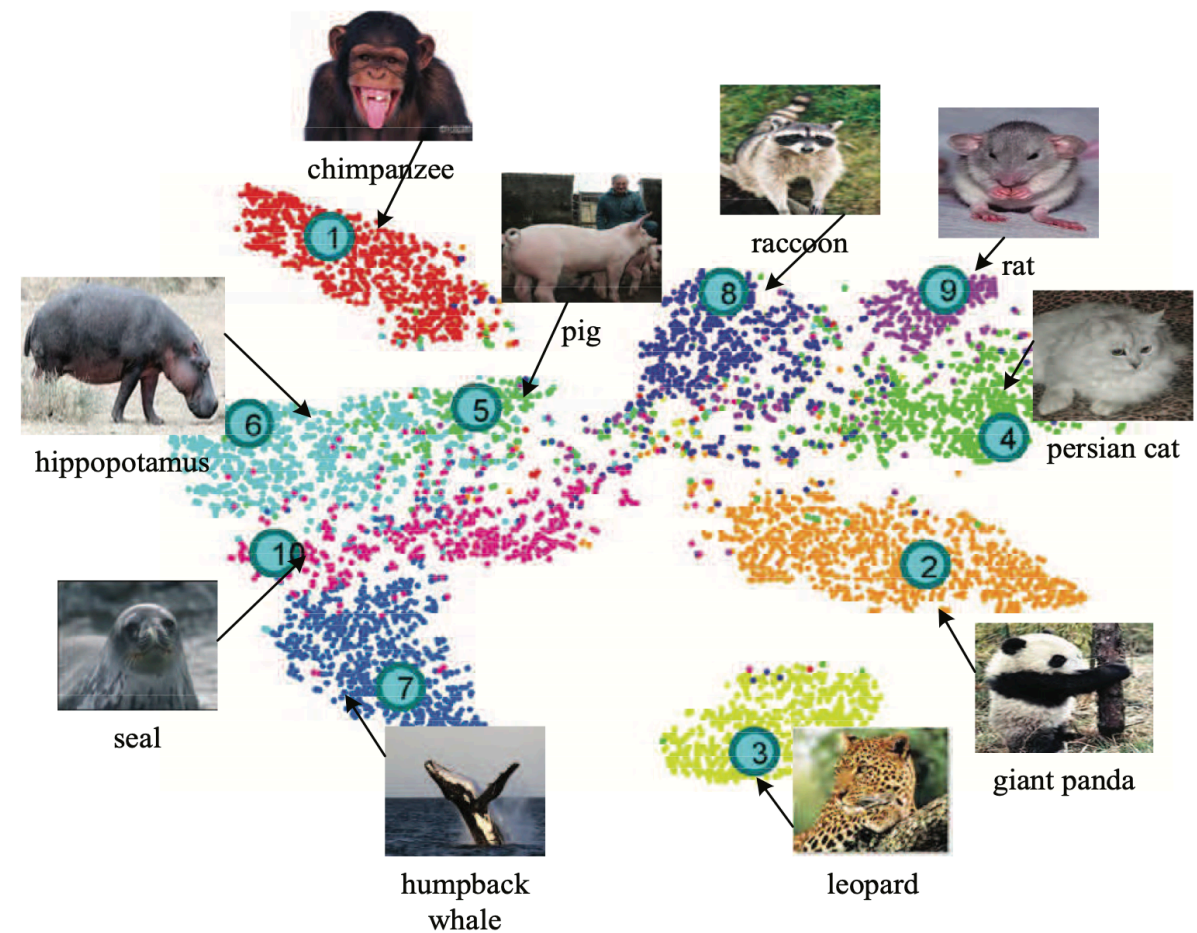 chimpanzee
1
raccoon
8
rat
9
pig
5
6
hippopotamus
4
persian cat
10
2
seal
7
3
giant panda
humpback
whale
leopard